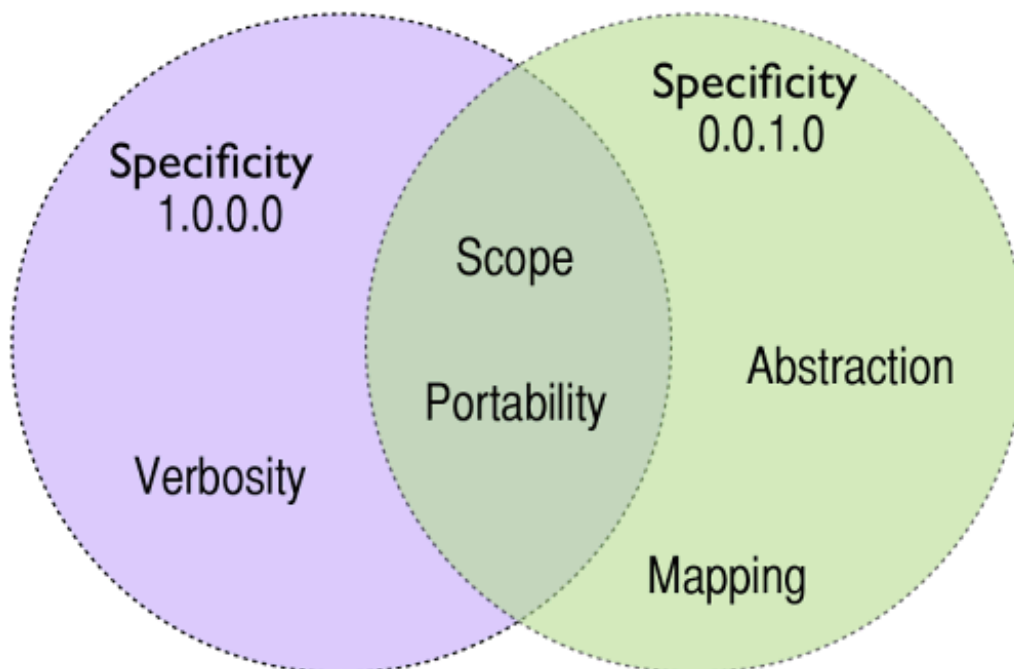 Specificity
1.0.0.0
Verbosity
Scope
Portability
Specificity
0.0.1.0
Abstraction
Mapping